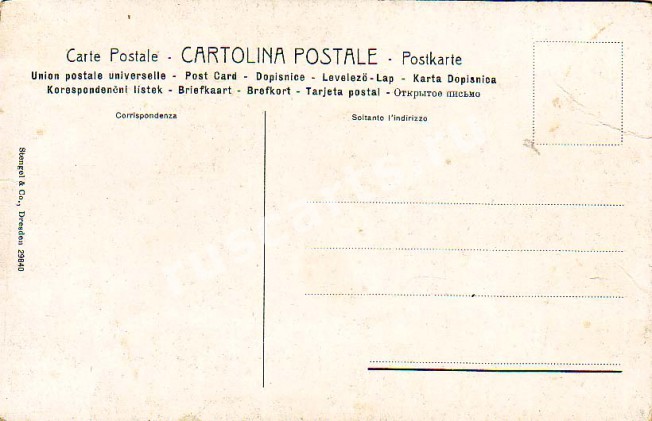 Carte Postale - CARTOLINA POSTALE - Postkarte
Union postale universelle - Post Card - Dopisnice - Levelező-Lap - Karta Dopisnica
Korespondenční lístek - Briefkaart - Brefkort - Tarjeta postal - Открытое письмо
Corrispondenza
Soltanto l'indirizzo
Stengel & Co., Dresden 29840